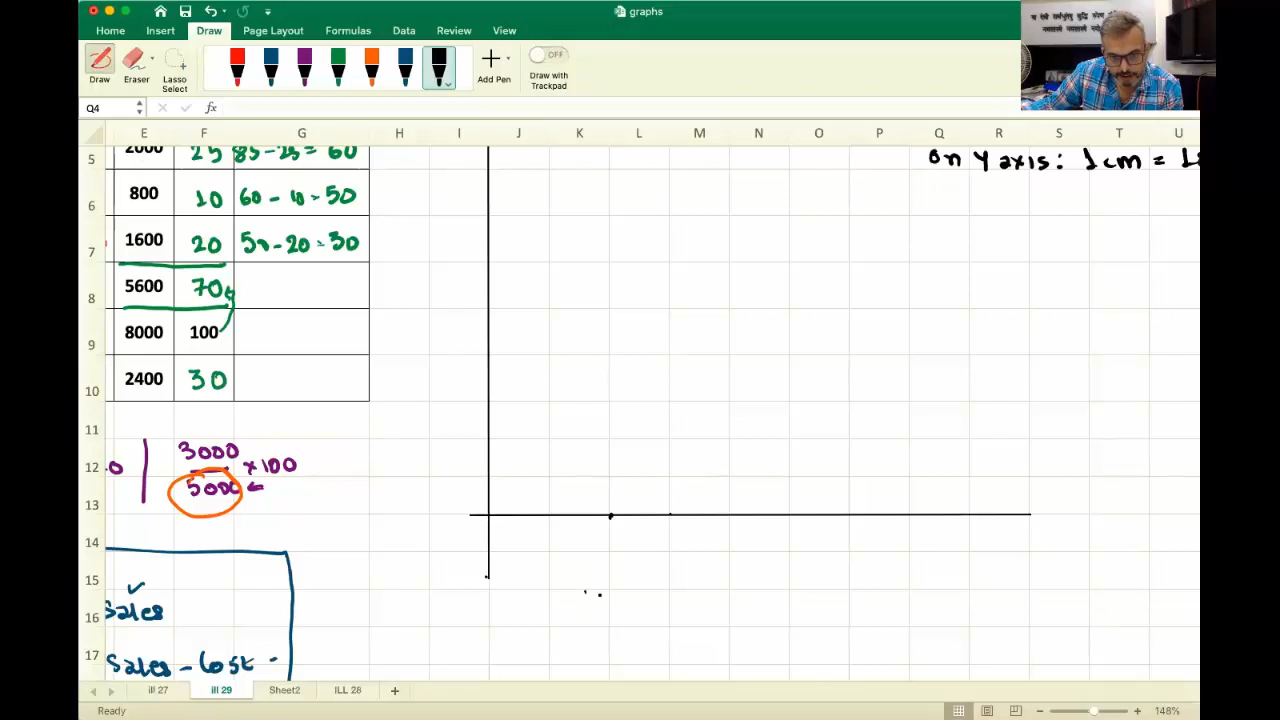 graphs
Home Insert Draw Page Layout Formulas Data Review View
Draw Eraser Lasso Select Add Pen OFF Draw with Trackpad
Q4 fx
E F G H I J K L M N O P Q R S T U
5 2000 25 85-25= 60
on Y axis: 1cm =
6 800 10 60 - 10 = 50
7 1600 20 50-20 = 30
8 5600 70
9 8000 100
10 2400 30
11 3000
12 0 × 100
13 5000
14
15
16 Sales
17 Sales - Cost -
ill 27 ill 29 Sheet2 ILL 28 +
Ready 148%